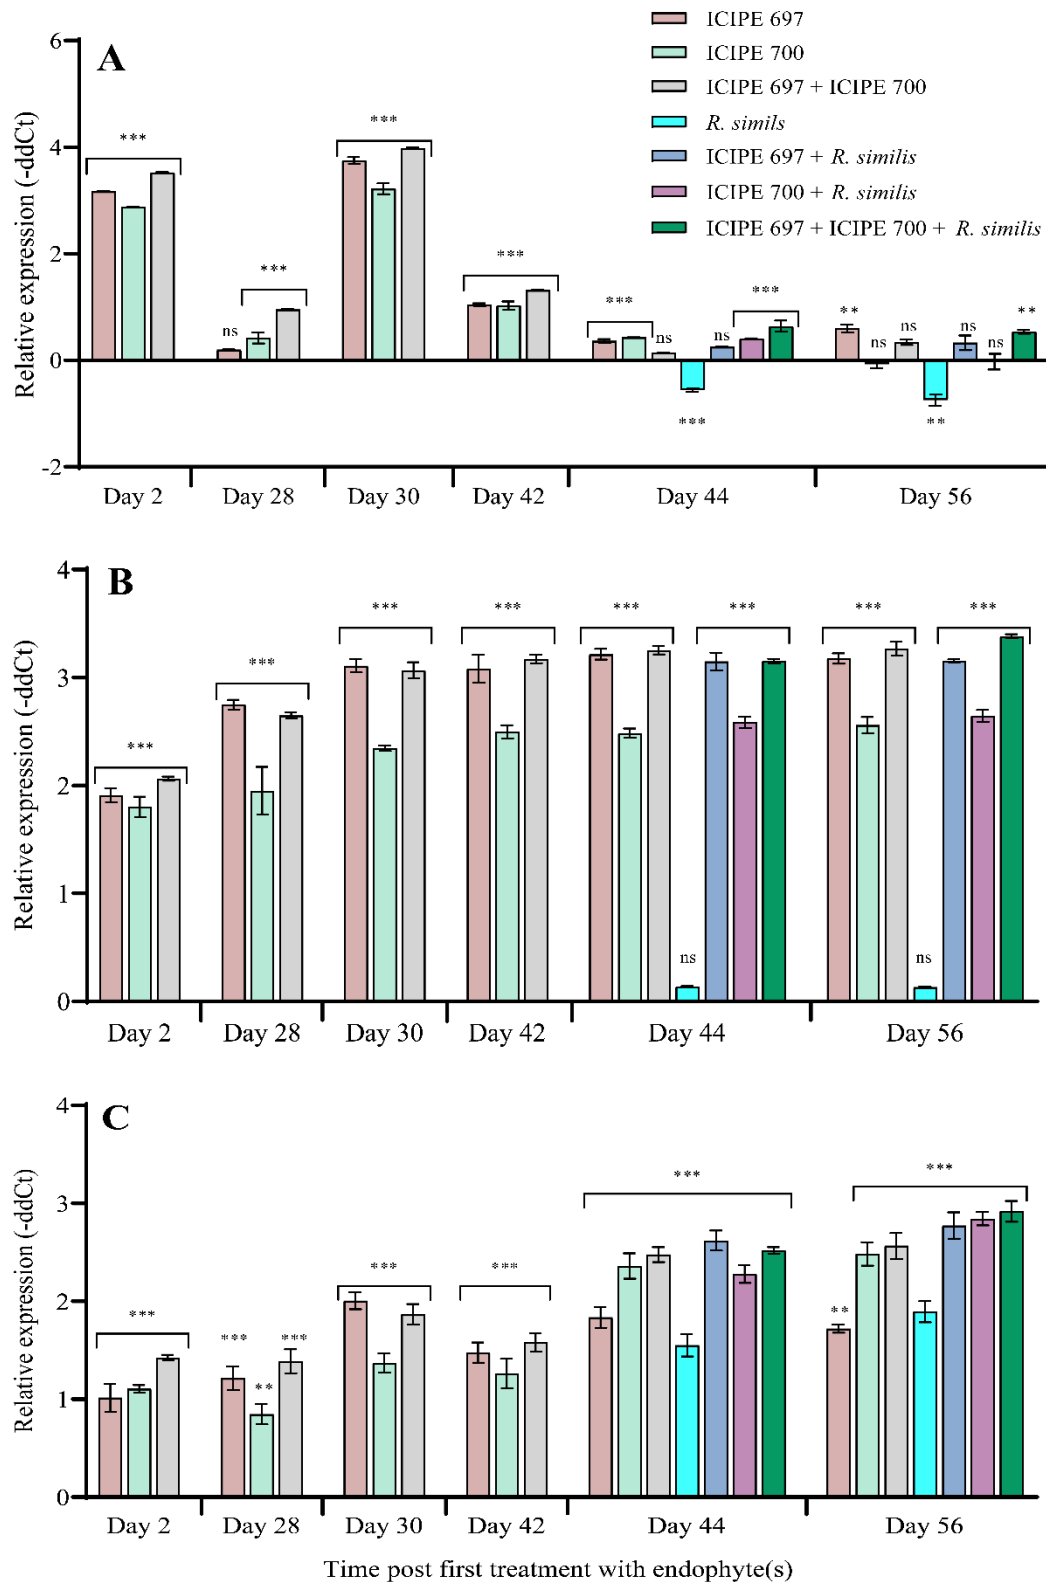 ICIPE 697
ICIPE 700
ICIPE 697 + ICIPE 700
R. simils
ICIPE 697 + R. similis
ICIPE 700 + R. similis
ICIPE 697 + ICIPE 700 + R. similis
A
Relative expression (-ddCt)
6
4
2
0
-2
***
ns
***
***
***
***
ns
***
ns
***
**
ns
ns
**
ns
ns
**
Day 2
Day 28
Day 30
Day 42
Day 44
Day 56
B
Relative expression (-ddCt)
4
3
2
1
0
***
***
***
***
***
ns
***
***
ns
***
Day 2
Day 28
Day 30
Day 42
Day 44
Day 56
C
Relative expression (-ddCt)
4
3
2
1
0
***
***
**
***
***
***
***
**
***
Day 2
Day 28
Day 30
Day 42
Day 44
Day 56
Time post first treatment with endophyte(s)